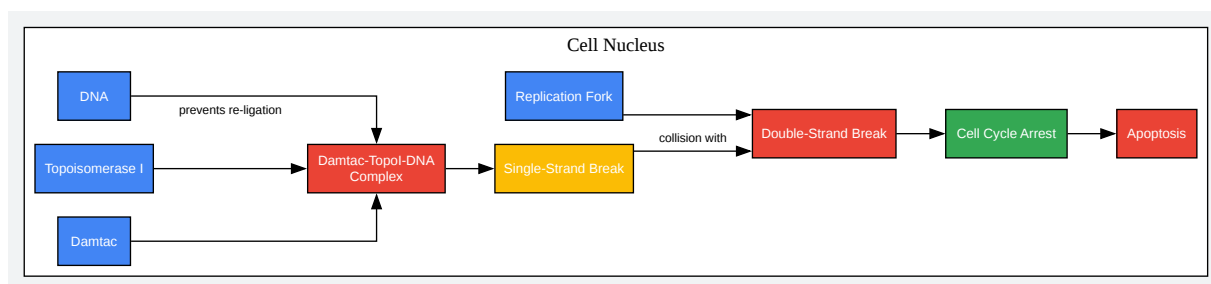 Cell Nucleus
DNA
prevents re-ligation
Topoisomerase I
Damtac
Damtac-TopoI-DNA
Complex
Replication Fork
Single-Strand Break
collision with
Double-Strand Break
Cell Cycle Arrest
Apoptosis